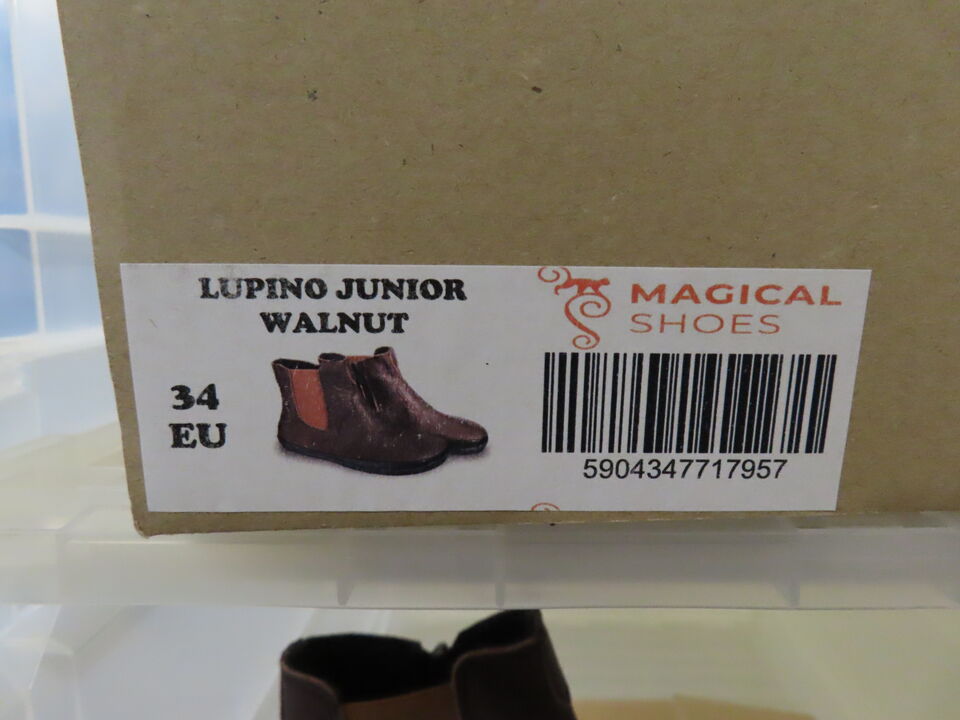 LUPINO JUNIOR
WALNUT
34
EU
MAGICAL
SHOES
5904347717957